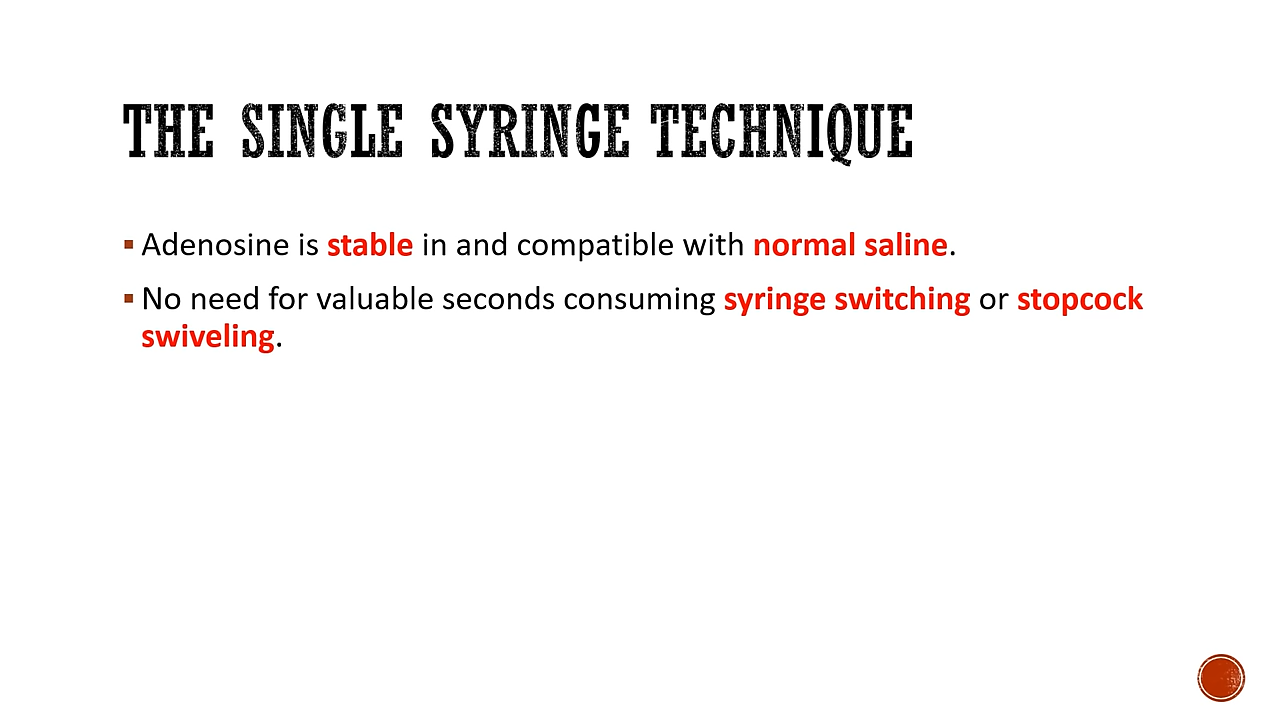 THE SINGLE SYRINGE TECHNIQUE
▪ Adenosine is stable in and compatible with normal saline.
▪ No need for valuable seconds consuming syringe switching or stopcock
swiveling.